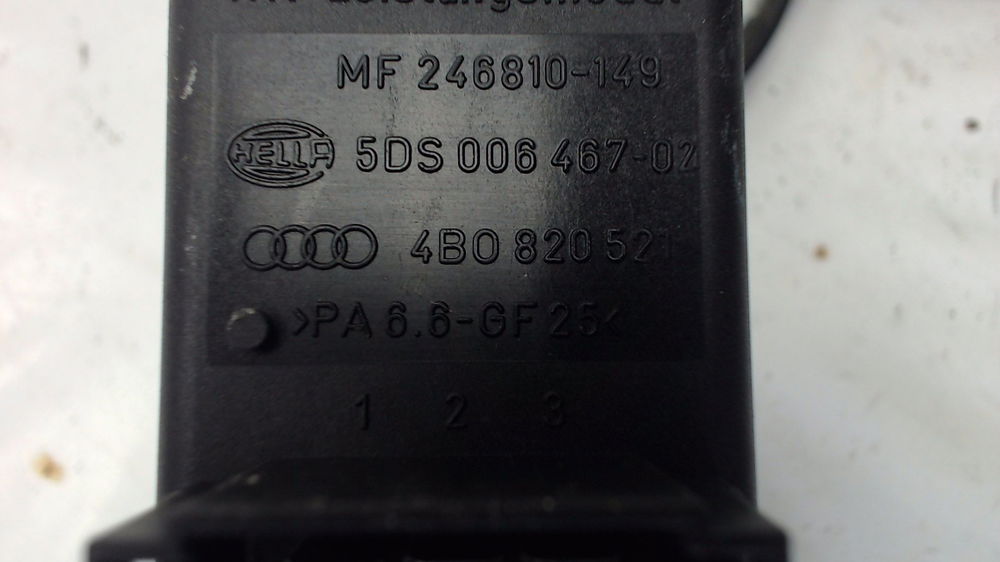 MF 246810-149
HELLA 5DS 006 467-02
4B0 820 521
>PA 6.6-GF 25<
1 2 3